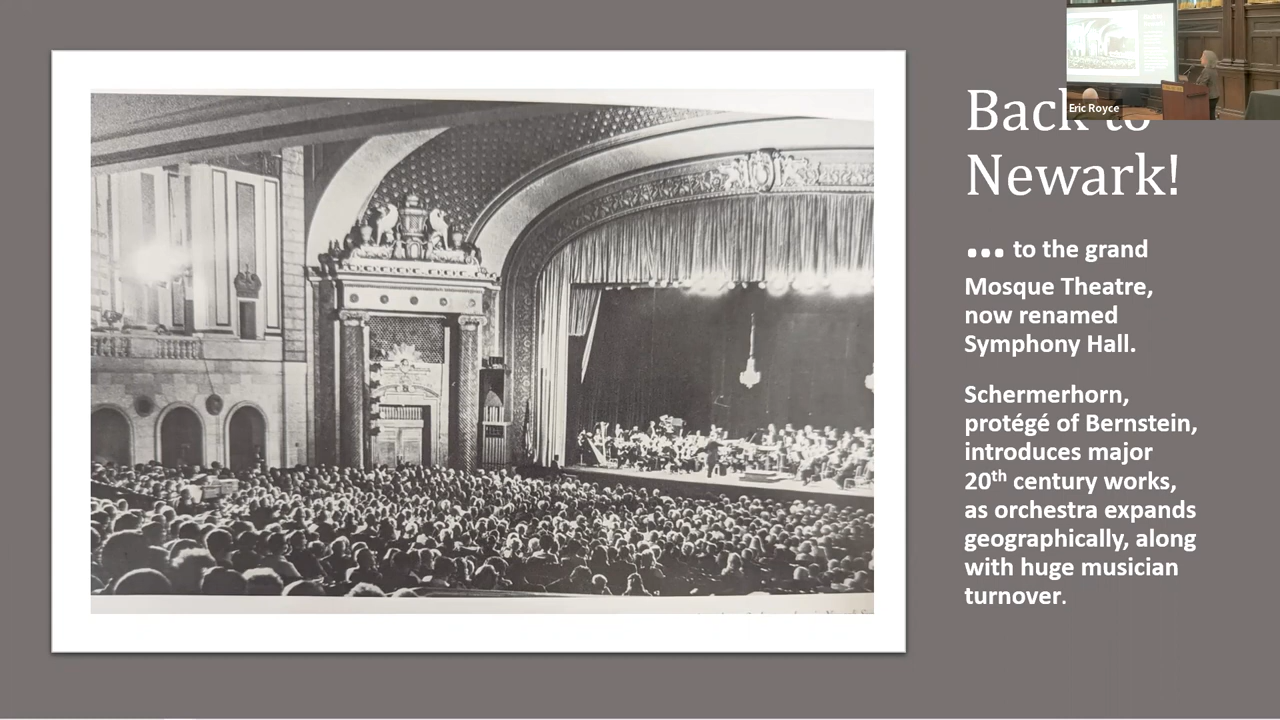 Eric Royce
Back to
Newark!
... to the grand
Mosque Theatre,
now renamed
Symphony Hall.
Schermerhorn,
protégé of Bernstein,
introduces major
20th century works,
as orchestra expands
geographically, along
with huge musician
turnover.